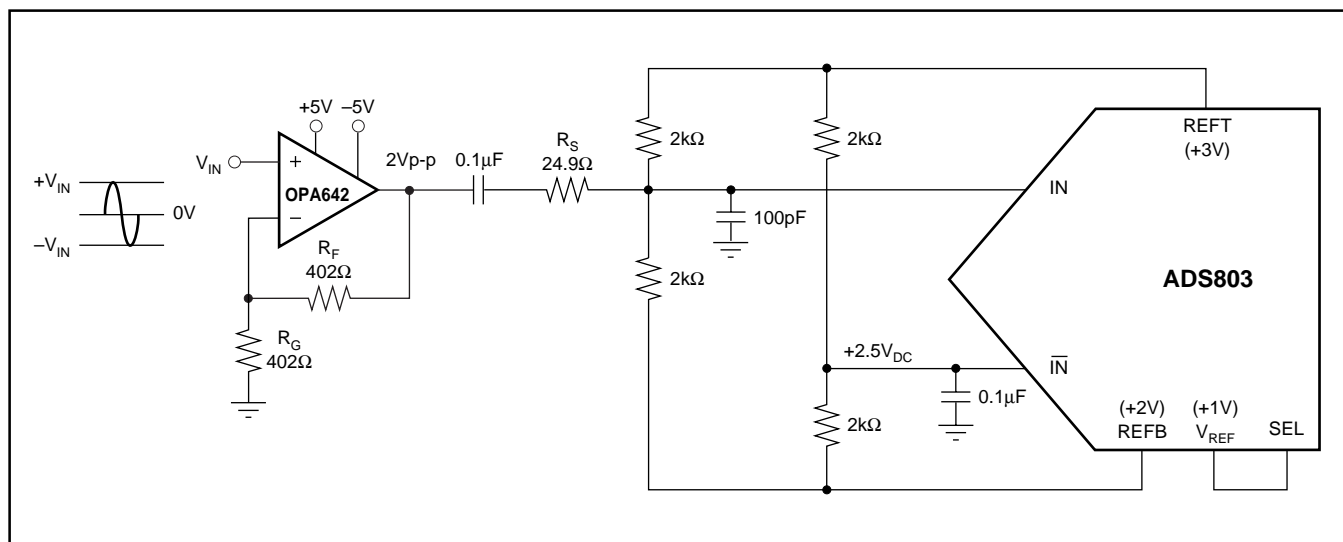 +V_IN
0V
–V_IN
V_IN
+5V
–5V
+
–
OPA642
2Vp-p
R_F
402Ω
R_G
402Ω
0.1µF
R_S
24.9Ω
2kΩ
2kΩ
100pF
2kΩ
+2.5V_DC
2kΩ
0.1µF
REFT
(+3V)
IN
ADS803
I̅N̅
(+2V)
REFB
(+1V)
V_REF
SEL